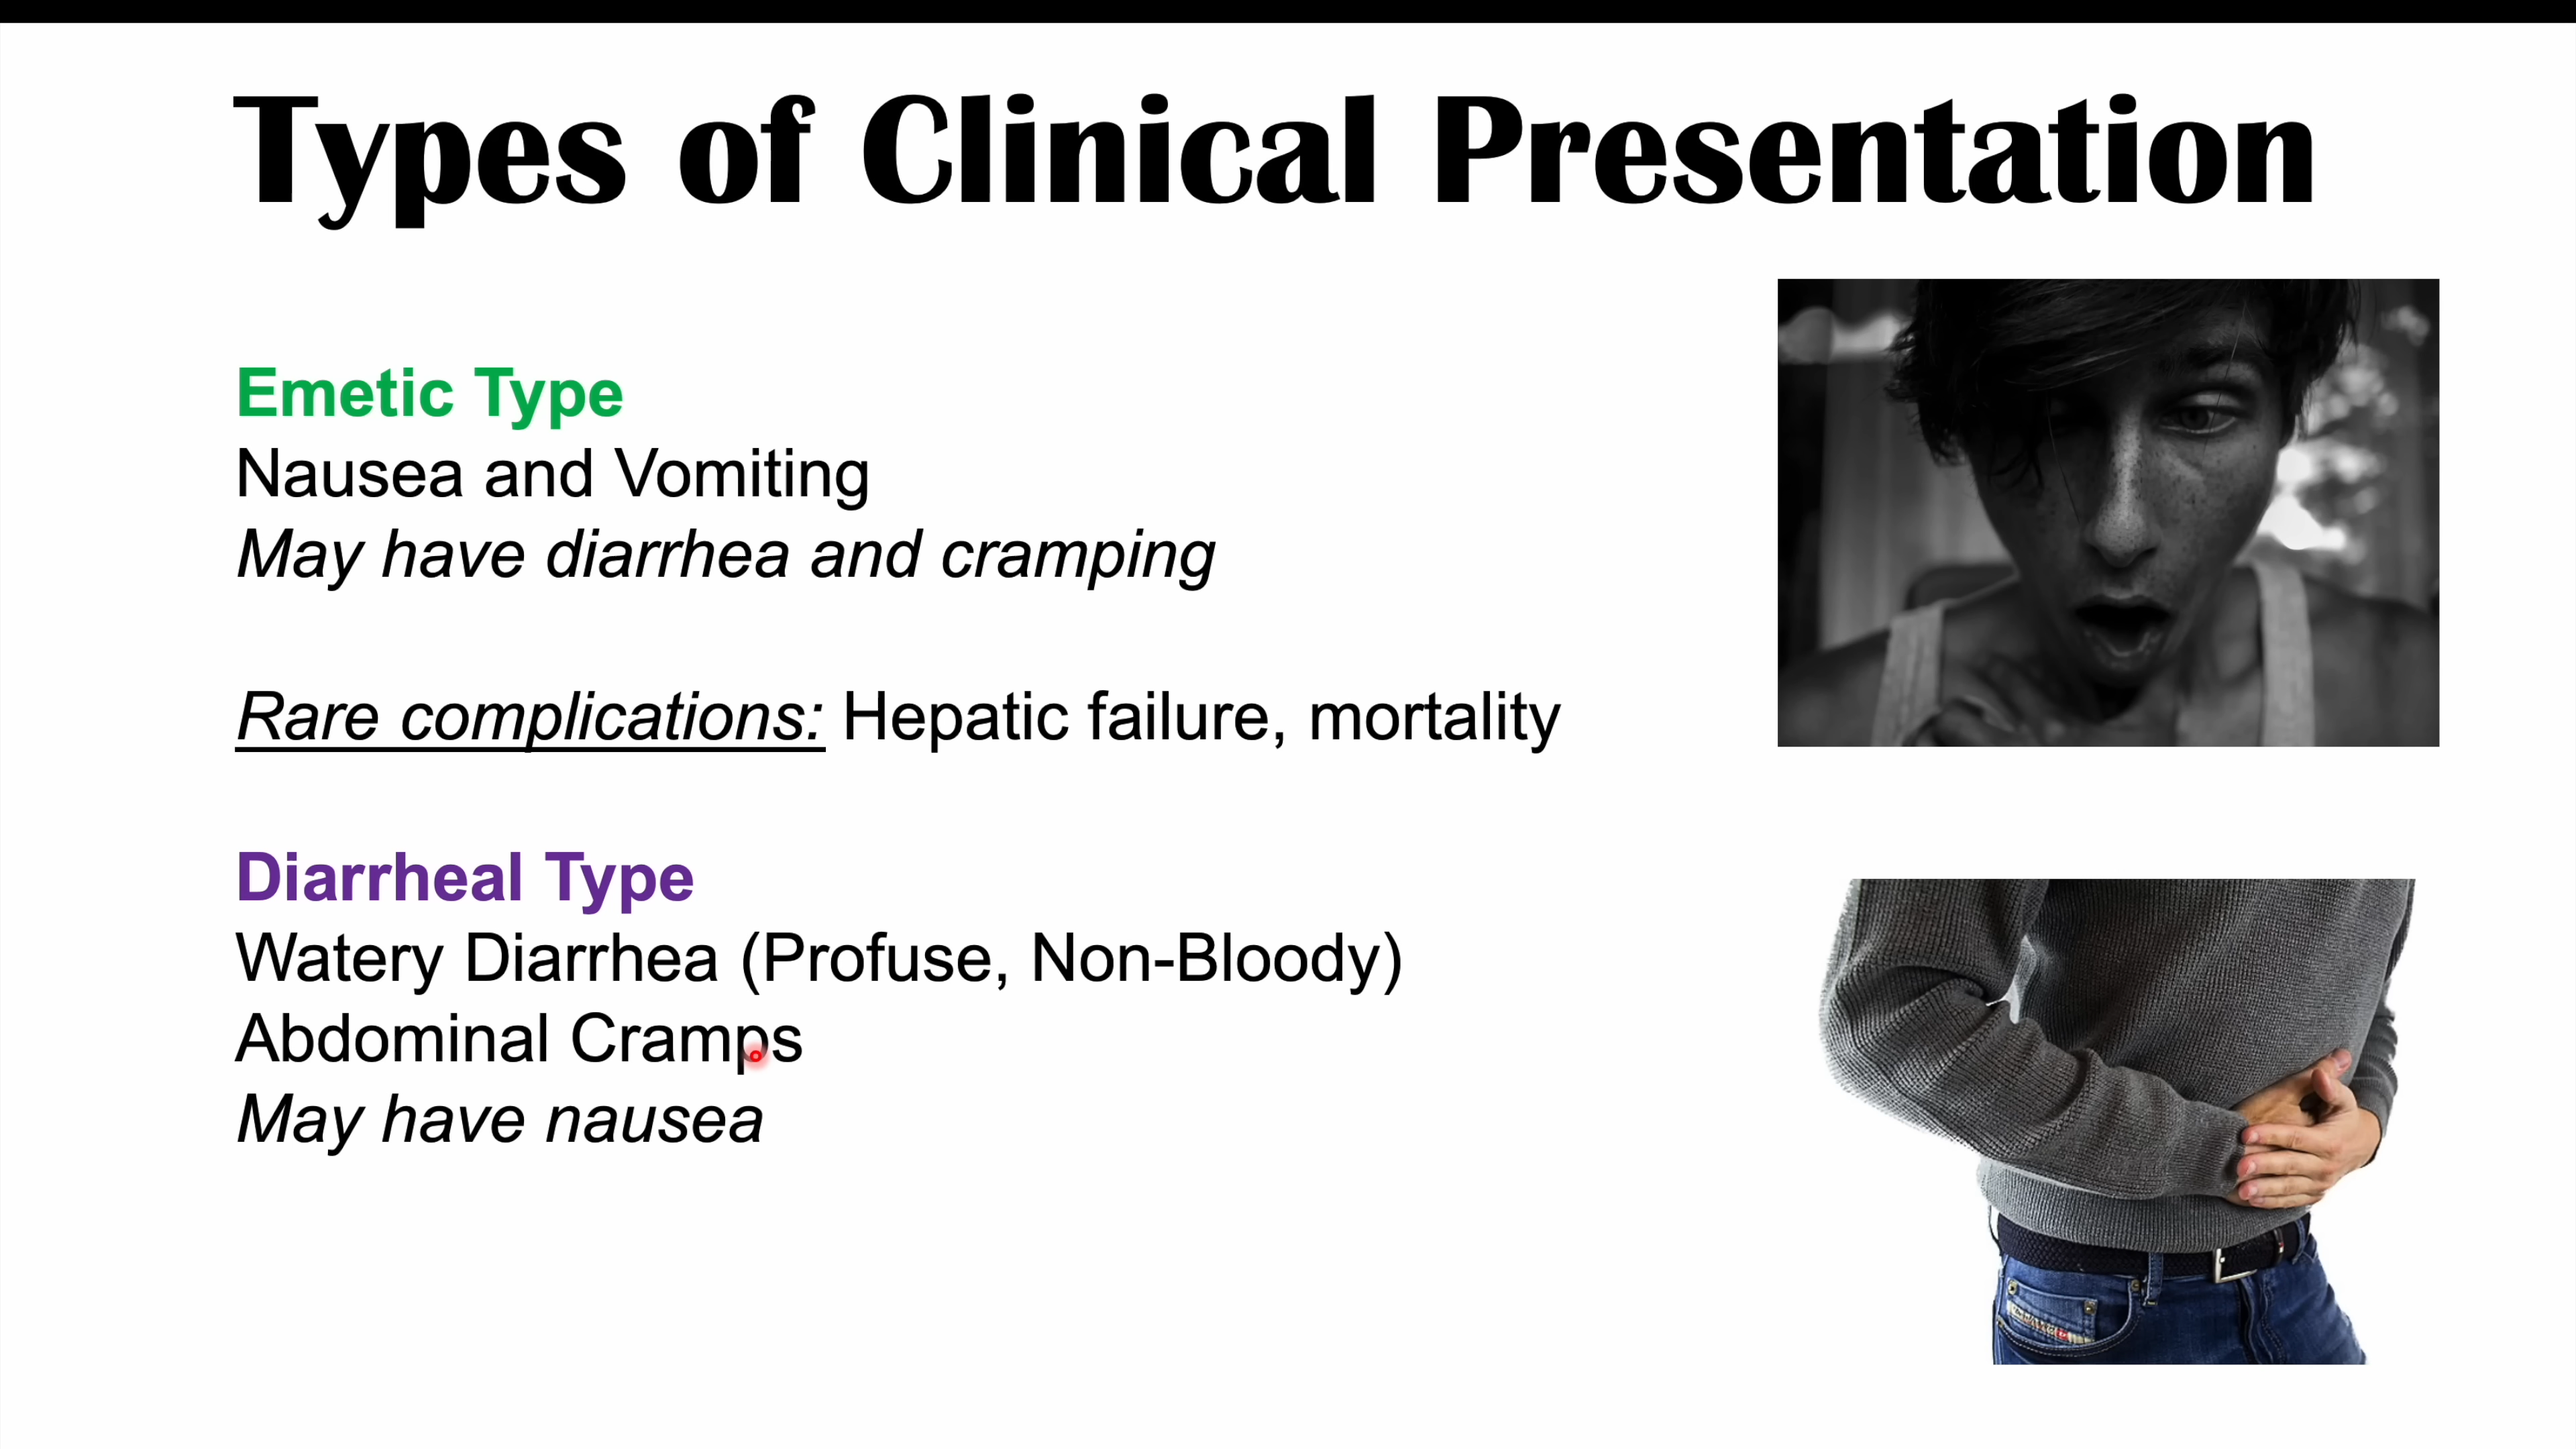 Types of Clinical Presentation
Emetic Type
Nausea and Vomiting
May have diarrhea and cramping
Rare complications: Hepatic failure, mortality
Diarrheal Type
Watery Diarrhea (Profuse, Non-Bloody)
Abdominal Cramps
May have nausea